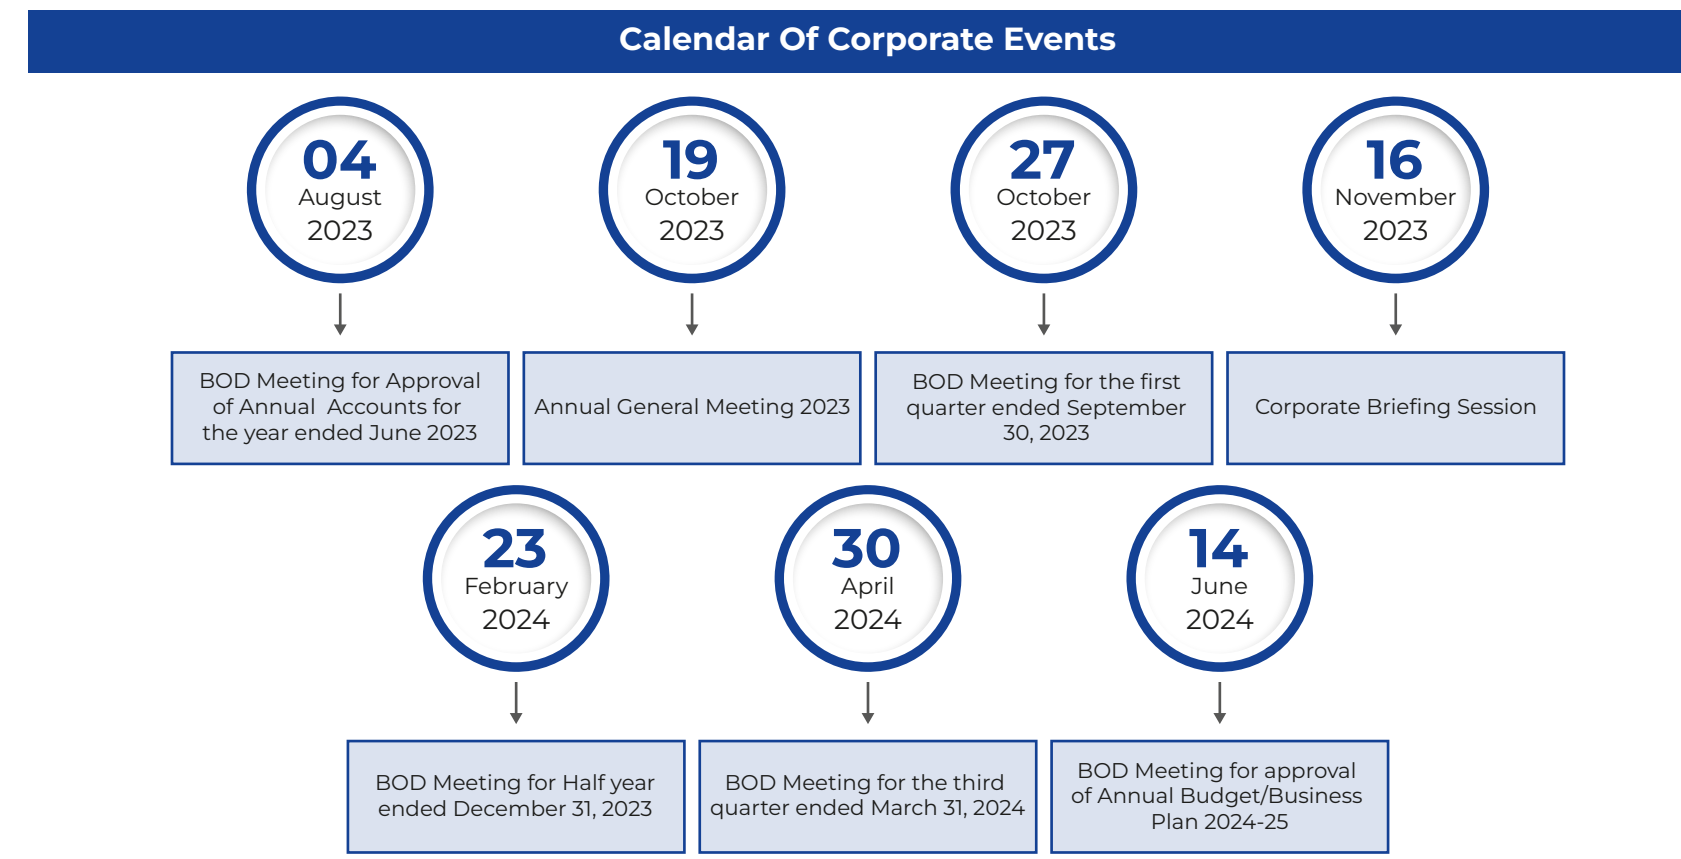 Calendar Of Corporate Events
04
August
2023
19
October
2023
27
October
2023
16
November
2023
BOD Meeting for Approval
of Annual Accounts for
the year ended June 2023
Annual General Meeting 2023
BOD Meeting for the first
quarter ended September
30, 2023
Corporate Briefing Session
23
February
2024
30
April
2024
14
June
2024
BOD Meeting for Half year
ended December 31, 2023
BOD Meeting for the third
quarter ended March 31, 2024
BOD Meeting for approval
of Annual Budget/Business
Plan 2024-25